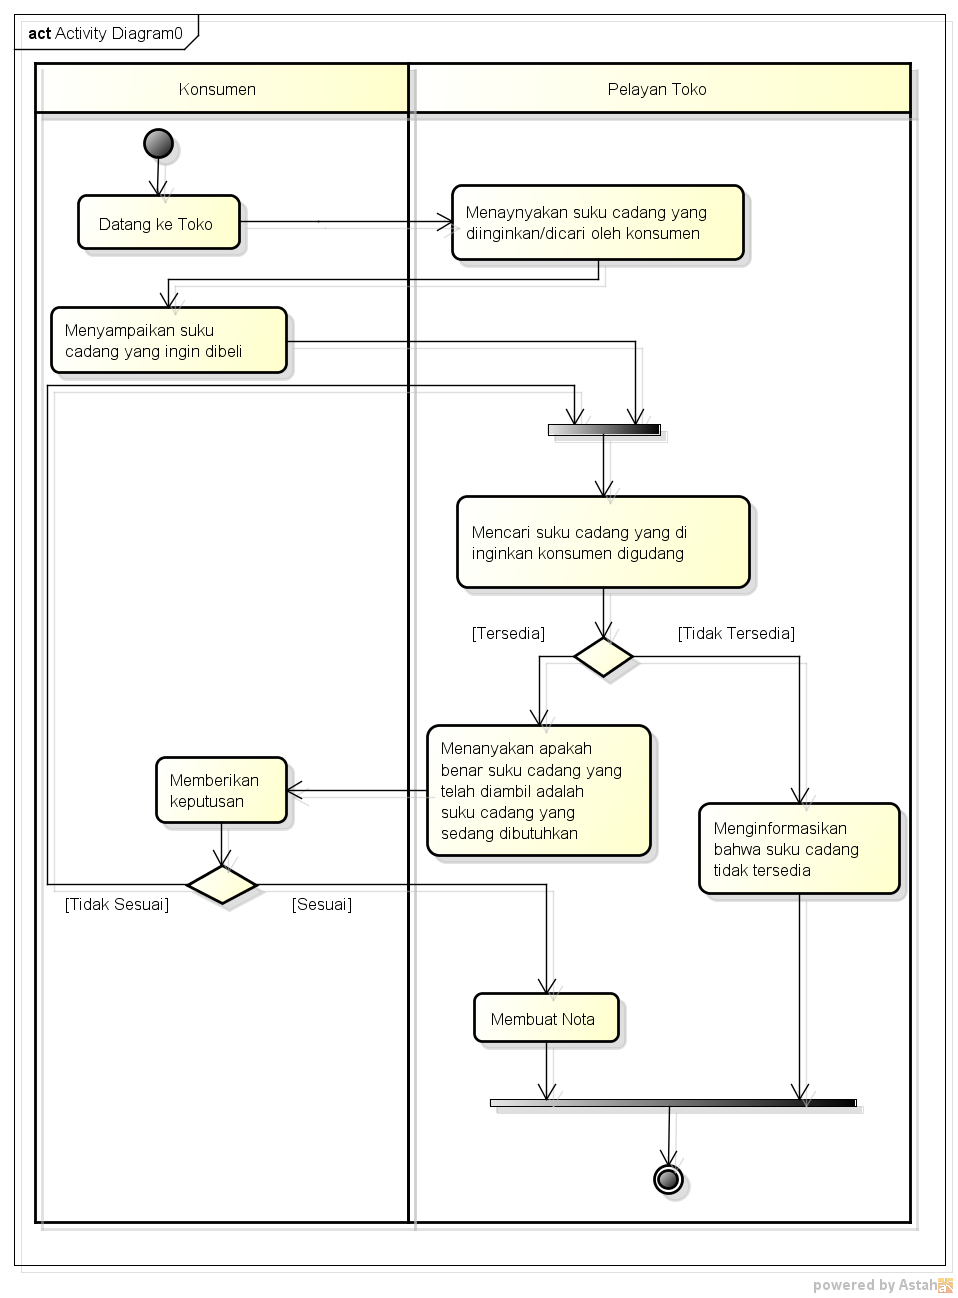 act Activity Diagram0
Konsumen
Pelayan Toko
Datang ke Toko
Menaynyakan suku cadang yang
diinginkan/dicari oleh konsumen
Menyampaikan suku
cadang yang ingin dibeli
Mencari suku cadang yang di
inginkan konsumen digudang
[Tersedia]
[Tidak Tersedia]
Menanyakan apakah
benar suku cadang yang
telah diambil adalah
suku cadang yang
sedang dibutuhkan
Memberikan
keputusan
Menginformasikan
bahwa suku cadang
tidak tersedia
[Tidak Sesuai]
[Sesuai]
Membuat Nota
powered by Astah